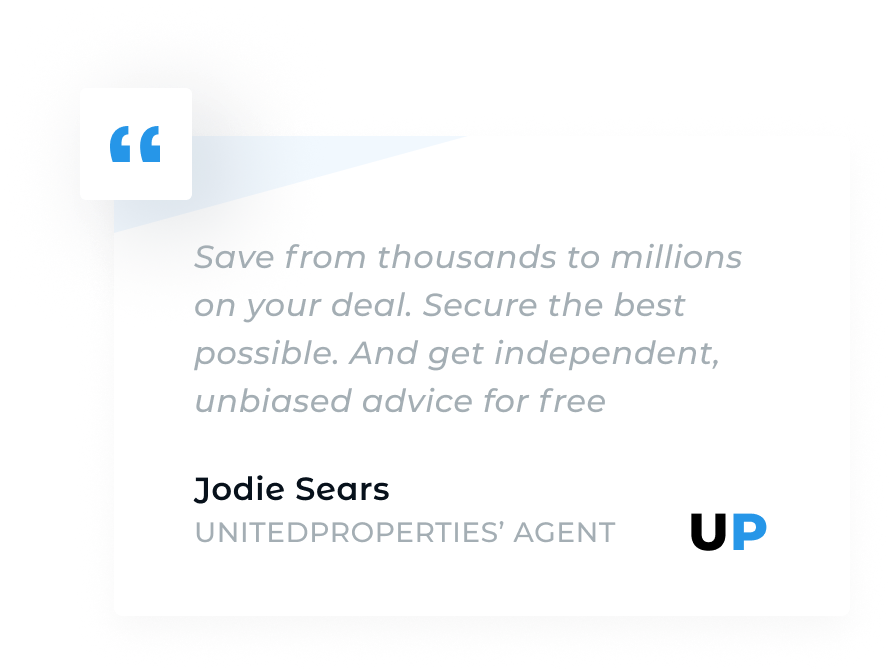 “
Save from thousands to millions
on your deal. Secure the best
possible. And get independent,
unbiased advice for free
Jodie Sears
UNITEDPROPERTIES’ AGENT
UP